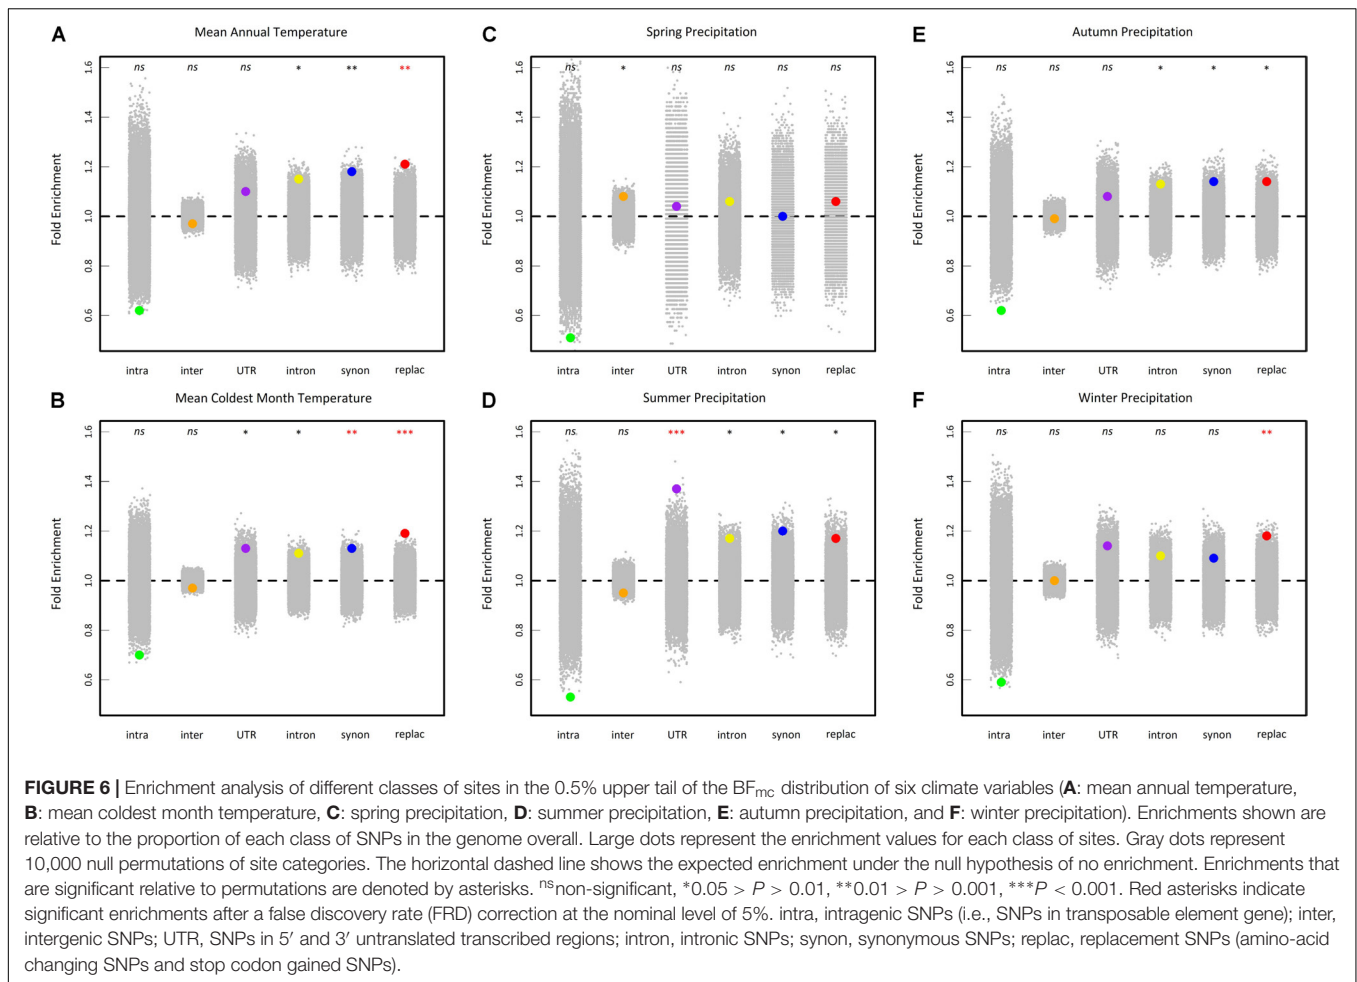 A Mean Annual Temperature
Fold Enrichment
1.6
1.4
1.2
1.0
0.8
0.6
ns ns ns * ** **
intra inter UTR intron synon replac
C Spring Precipitation
Fold Enrichment
1.6
1.4
1.2
1.0
0.8
0.6
ns * ns ns ns ns
intra inter UTR intron synon replac
E Autumn Precipitation
Fold Enrichment
1.6
1.4
1.2
1.0
0.8
0.6
ns ns ns * * *
intra inter UTR intron synon replac
B Mean Coldest Month Temperature
Fold Enrichment
1.6
1.4
1.2
1.0
0.8
0.6
ns ns * * ** ***
intra inter UTR intron synon replac
D Summer Precipitation
Fold Enrichment
1.6
1.4
1.2
1.0
0.8
0.6
ns ns *** * * *
intra inter UTR intron synon replac
F Winter Precipitation
Fold Enrichment
1.6
1.4
1.2
1.0
0.8
0.6
ns ns ns ns ns **
intra inter UTR intron synon replac
FIGURE 6 | Enrichment analysis of different classes of sites in the 0.5% upper tail of the BFmc distribution of six climate variables (A: mean annual temperature,
B: mean coldest month temperature, C: spring precipitation, D: summer precipitation, E: autumn precipitation, and F: winter precipitation). Enrichments shown are
relative to the proportion of each class of SNPs in the genome overall. Large dots represent the enrichment values for each class of sites. Gray dots represent
10,000 null permutations of site categories. The horizontal dashed line shows the expected enrichment under the null hypothesis of no enrichment. Enrichments that
are significant relative to permutations are denoted by asterisks. nsnon-significant, *0.05 > P > 0.01, **0.01 > P > 0.001, ***P < 0.001. Red asterisks indicate
significant enrichments after a false discovery rate (FRD) correction at the nominal level of 5%. intra, intragenic SNPs (i.e., SNPs in transposable element gene); inter,
intergenic SNPs; UTR, SNPs in 5′ and 3′ untranslated transcribed regions; intron, intronic SNPs; synon, synonymous SNPs; replac, replacement SNPs (amino-acid
changing SNPs and stop codon gained SNPs).